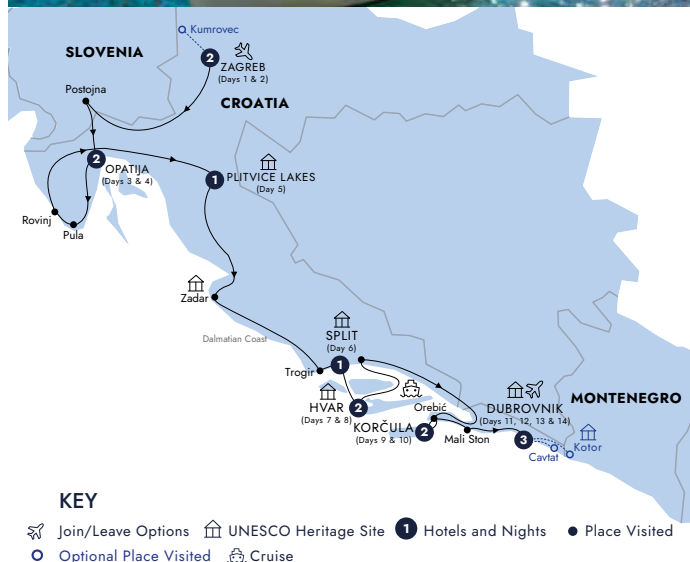 Kumrovec
SLOVENIA
2
ZAGREB
(Days 1 & 2)
Postojna
CROATIA
2
OPATIJA
(Days 3 & 4)
1
PLITVICE LAKES
(Day 5)
Rovinj
Pula
Zadar
Dalmatian Coast
SPLIT
(Day 6)
1
Trogir
HVAR
(Days 7 & 8)
2
Orebić
KORČULA
(Days 9 & 10)
2
Mali Ston
DUBROVNIK
(Days 11, 12, 13 & 14)
3
MONTENEGRO
Kotor
Cavtat
KEY
Join/Leave Options UNESCO Heritage Site 1 Hotels and Nights Place Visited
Optional Place Visited Cruise